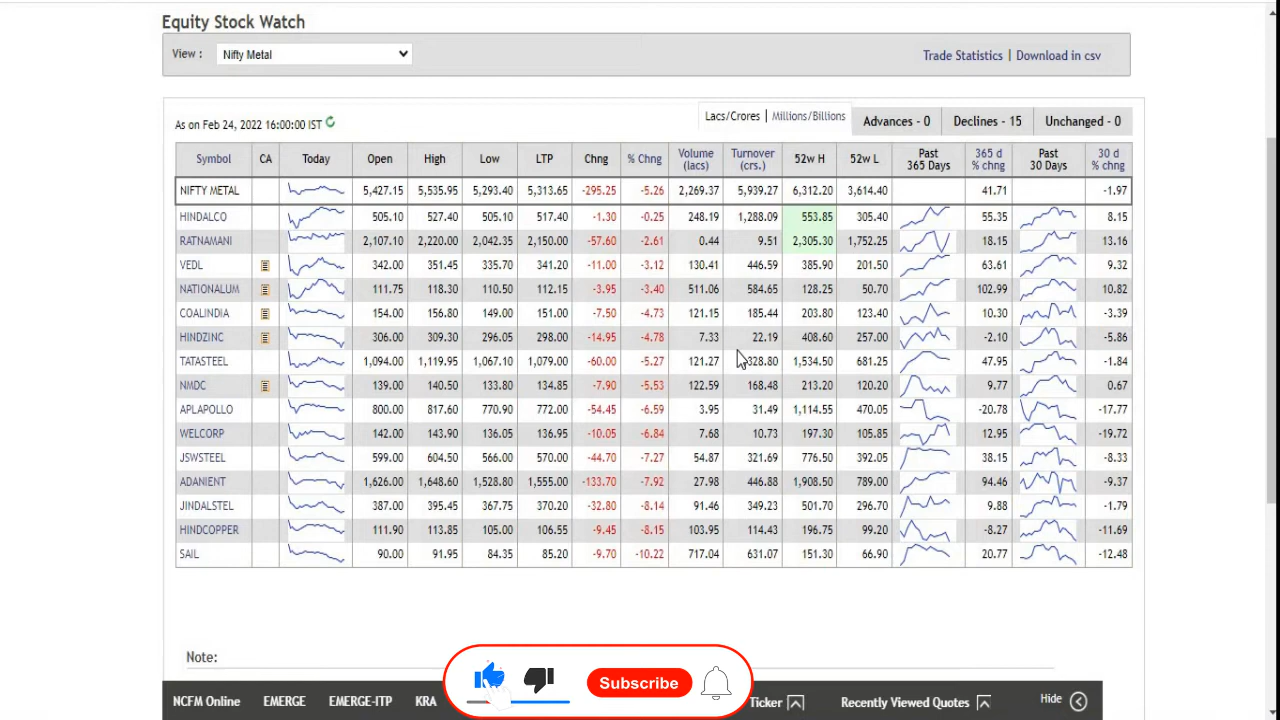 Equity Stock Watch
View : Nifty Metal Trade Statistics | Download in csv
As on Feb 24, 2022 16:00:00 IST Lacs/Crores | Millions/Billions Advances - 0 Declines - 15 Unchanged - 0
Symbol CA Today Open High Low LTP Chng % Chng Volume (lacs) Turnover (crs.) 52w H 52w L Past 365 Days 365 d % chng Past 30 Days 30 d % chng
NIFTY METAL 5,427.15 5,535.95 5,293.40 5,313.65 -295.25 -5.26 2,269.37 5,939.27 6,312.20 3,614.40 41.71 -1.97
HINDALCO 505.10 527.40 505.10 517.40 -1.30 -0.25 248.19 1,288.09 553.85 305.40 55.35 8.15
RATNAMANI 2,107.10 2,220.00 2,042.35 2,150.00 -57.60 -2.61 0.44 9.51 2,305.30 1,752.25 18.15 13.16
VEDL 342.00 351.45 335.70 341.20 -11.00 -3.12 130.41 446.59 385.90 201.50 63.61 9.32
NATIONALUM 111.75 118.30 110.50 112.15 -3.95 -3.40 511.06 584.65 128.25 50.70 102.99 10.82
COALINDIA 154.00 156.80 149.00 151.00 -7.50 -4.73 121.15 185.44 203.80 123.40 10.30 -3.39
HINDZINC 306.00 309.30 296.05 298.00 -14.95 -4.78 7.33 22.19 408.60 257.00 -2.10 -5.86
TATASTEEL 1,094.00 1,119.95 1,067.10 1,079.00 -60.00 -5.27 121.27 328.80 1,534.50 681.25 47.95 -1.84
NMDC 139.00 140.50 133.80 134.85 -7.90 -5.53 122.59 168.48 213.20 120.20 9.77 0.67
APLAPOLLO 800.00 817.60 770.90 772.00 -54.45 -6.59 3.95 31.49 1,114.55 470.05 -20.78 -17.77
WELCORP 142.00 143.90 136.05 136.95 -10.05 -6.84 7.68 10.73 197.30 105.85 12.95 -19.72
JSWSTEEL 599.00 604.50 566.00 570.00 -44.70 -7.27 54.87 321.69 776.50 392.05 38.15 -8.33
ADANIENT 1,626.00 1,648.60 1,528.80 1,555.00 -133.70 -7.92 27.98 446.88 1,908.50 789.00 94.46 -9.37
JINDALSTEL 387.00 395.45 367.75 370.20 -32.80 -8.14 91.46 349.23 501.70 296.70 9.88 -1.79
HINDCOPPER 111.90 113.85 105.00 106.55 -9.45 -8.15 103.95 114.43 196.75 99.20 -8.27 -11.69
SAIL 90.00 91.95 84.35 85.20 -9.70 -10.22 717.04 631.07 151.30 66.90 20.77 -12.48
Note:
Subscribe
NCFM Online EMERGE EMERGE-ITP KRA Ticker Recently Viewed Quotes Hide